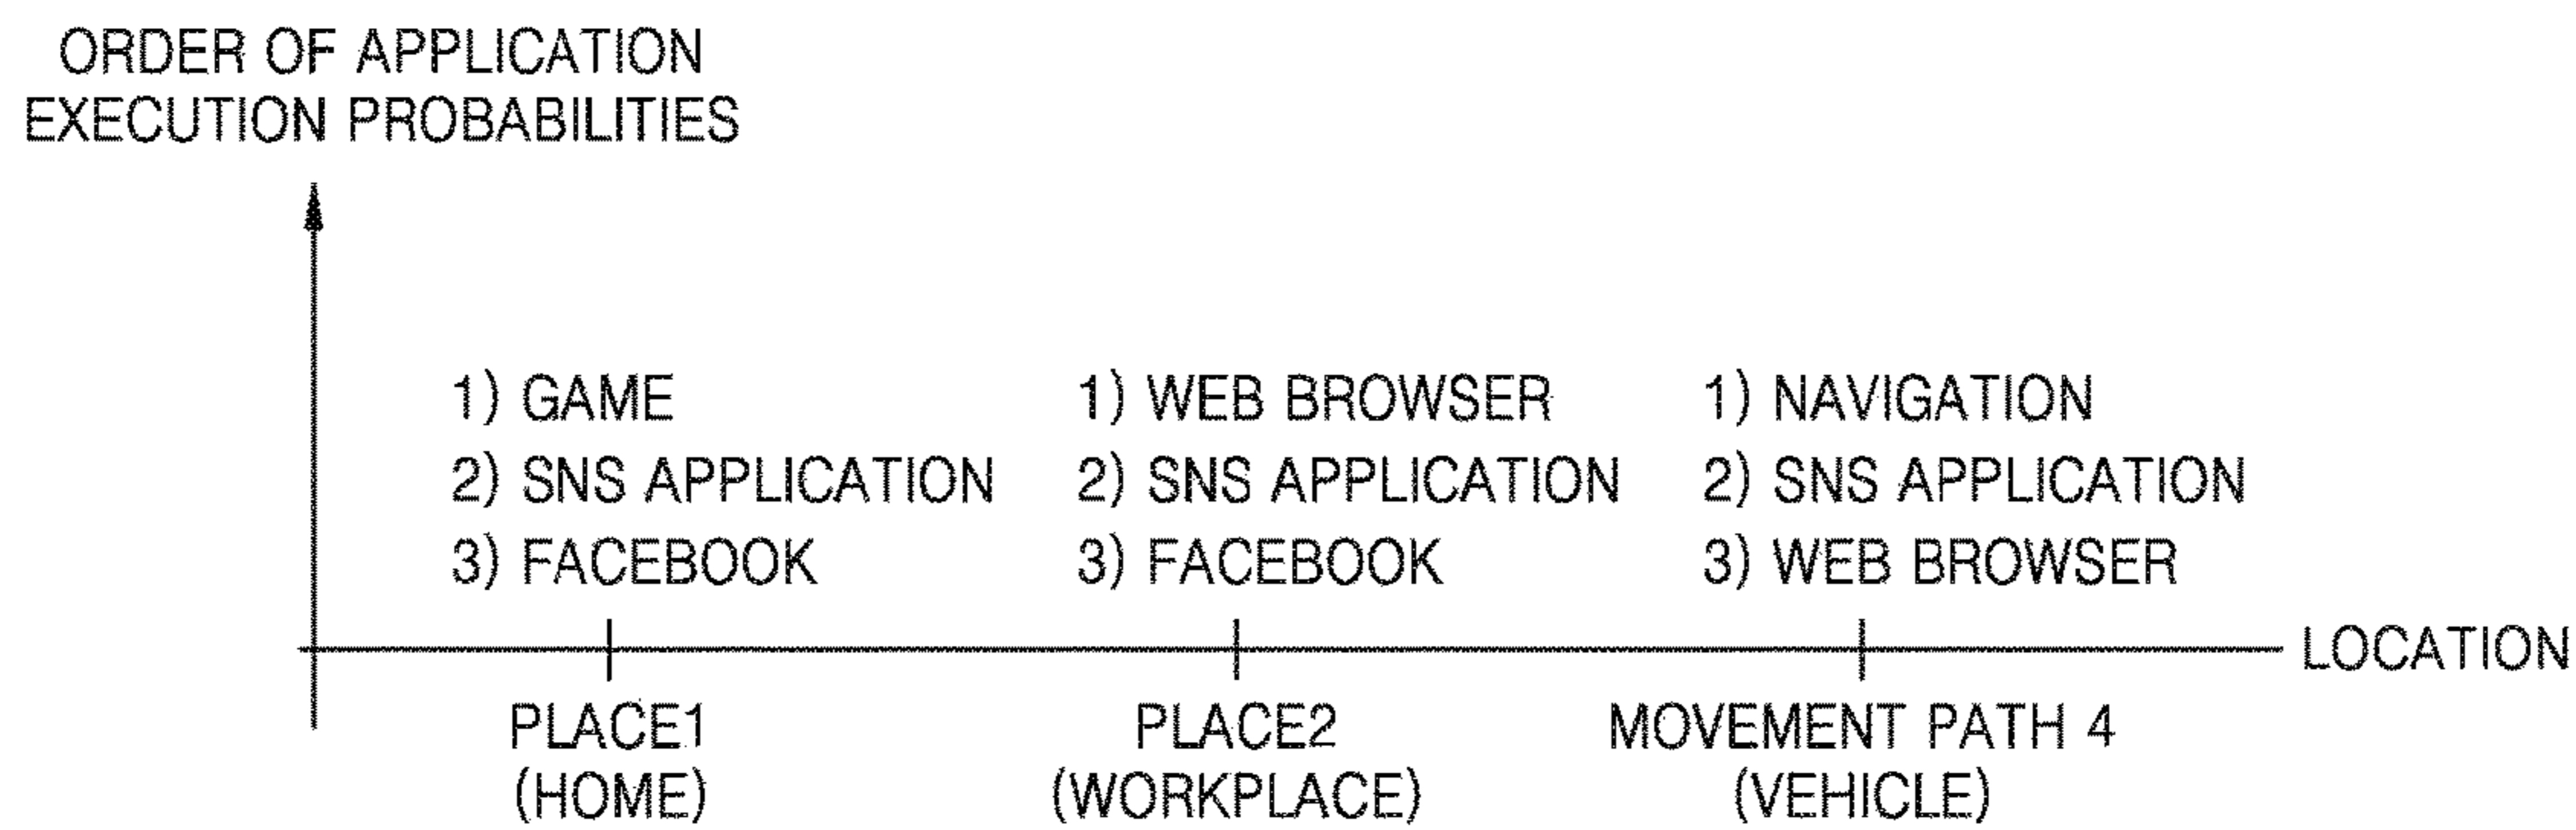 ORDER OF APPLICATION
EXECUTION PROBABILITIES
1) GAME
2) SNS APPLICATION
3) FACEBOOK
1) WEB BROWSER
2) SNS APPLICATION
3) FACEBOOK
1) NAVIGATION
2) SNS APPLICATION
3) WEB BROWSER
LOCATION
PLACE1
(HOME)
PLACE2
(WORKPLACE)
MOVEMENT PATH 4
(VEHICLE)